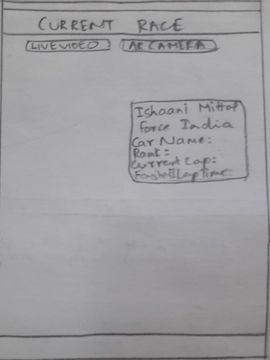 CURRENT RACE
LIVE VIDEO AR CAMERA
Ishaani Mittal
Force India
Car Name:
Rank:
Current Lap:
Fastest Lap Time: